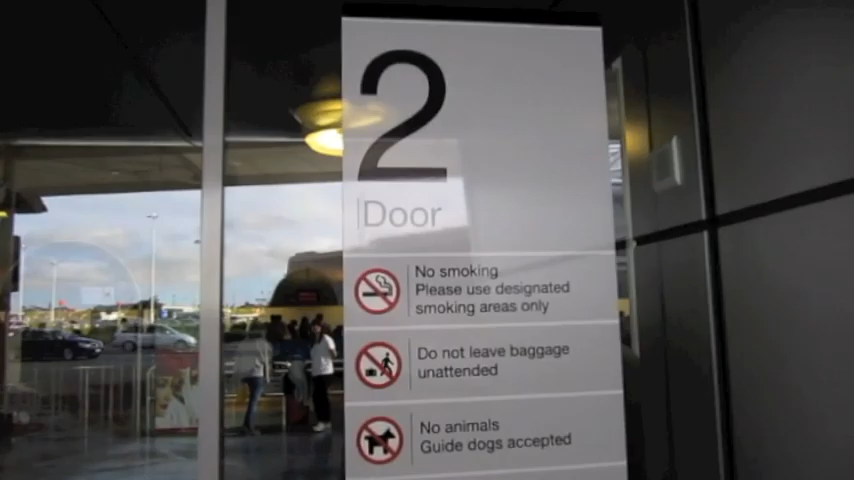 2
Door
No smoking
Please use designated
smoking areas only
Do not leave baggage
unattended
No animals
Guide dogs accepted